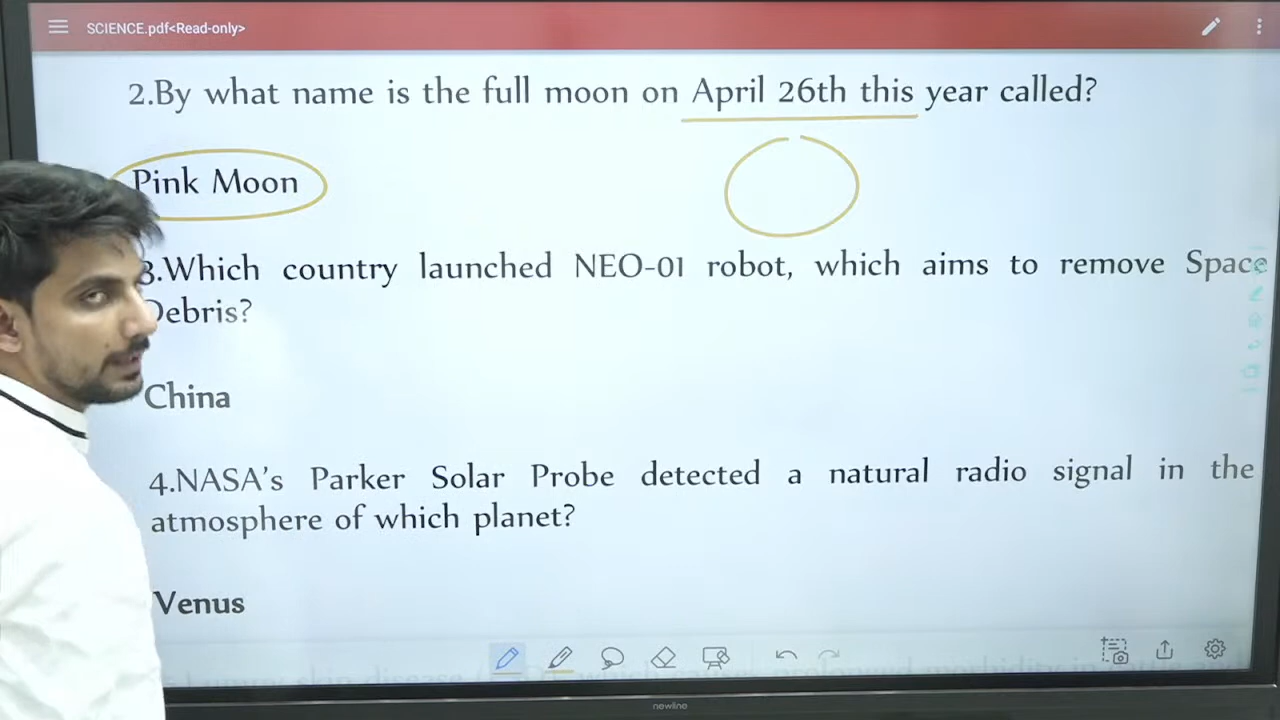 SCIENCE.pdf<Read-only>
2.By what name is the full moon on April 26th this year called?
Pink Moon
3.Which country launched NEO-01 robot, which aims to remove Space
Debris?
China
4.NASA's Parker Solar Probe detected a natural radio signal in the
atmosphere of which planet?
Venus
newline